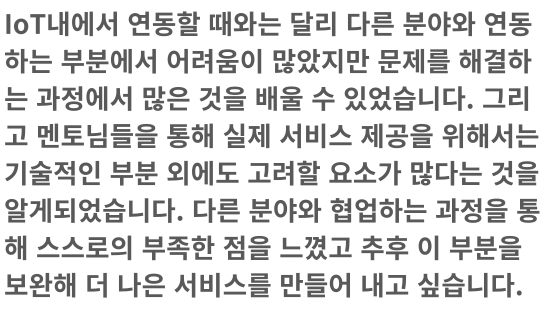 IoT내에서 연동할 때와는 달리 다른 분야와 연동
하는 부분에서 어려움이 많았지만 문제를 해결하
는 과정에서 많은 것을 배울 수 있었습니다. 그리
고 멘토님들을 통해 실제 서비스 제공을 위해서는
기술적인 부분 외에도 고려할 요소가 많다는 것을
알게되었습니다. 다른 분야와 협업하는 과정을 통
해 스스로의 부족한 점을 느꼈고 추후 이 부분을
보완해 더 나은 서비스를 만들어 내고 싶습니다.